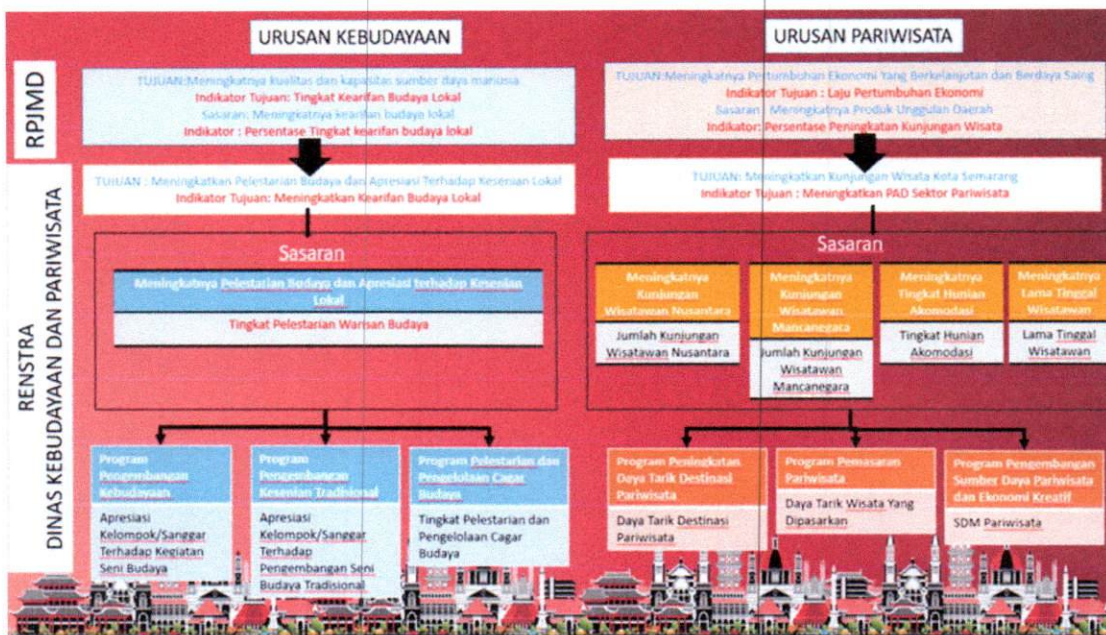 URUSAN KEBUDAYAAN
URUSAN PARIWISATA
RPJMD
TUJUAN:Meningkatnya kualitas dan kapasitas sumber daya manusia
Indikator Tujuan: Tingkat Kearifan Budaya Lokal
Sasaran: Meningkatnya kearifan budaya lokal
Indikator : Persentase Tingkat kearifan budaya lokal
TUJUAN:Meningkatnya Pertumbuhan Ekonomi Yang Berkelanjutan dan Berdaya Saing
Indikator Tujuan : Laju Pertumbuhan Ekonomi
Sasaran : Meningkatnya Produk Unggulan Daerah
Indikator: Persentase Peningkatan Kunjungan Wisata
RENSTRA
DINAS KEBUDAYAAN DAN PARIWISATA
TUJUAN : Meningkatkan Pelestarian Budaya dan Apresiasi Terhadap Kesenian Lokal
Indikator Tujuan: Meningkatkan Kearifan Budaya Lokal
TUJUAN: Meningkatkan Kunjungan Wisata Kota Semarang
Indikator Tujuan : Meningkatkan PAD Sektor Pariwisata
Sasaran
Meningkatnya Pelestarian Budaya dan Apresiasi terhadap Kesenian
Lokal
Tingkat Pelestarian Warisan Budaya
Sasaran
Meningkatnya
Kunjungan
Wisatawan Nusantara
Jumlah Kunjungan
Wisatawan Nusantara
Meningkatnya
Kunjungan
Wisatawan
Mancanegara
Jumlah Kunjungan
Wisatawan
Mancanegara
Meningkatnya
Tingkat Hunian
Akomodasi
Tingkat Hunian
Akomodasi
Meningkatnya
Lama Tinggal
Wisatawan
Lama Tinggal
Wisatawan
Program
Pengembangan
Kebudayaan
Apresiasi
Kelompok/Sanggar
Terhadap Kegiatan
Seni Budaya
Program
Pengembangan
Kesenian Tradisional
Apresiasi
Kelompok/Sanggar
Terhadap
Pengembangan Seni
Budaya Tradisional
Program Pelestarian dan
Pengelolaan Cagar
Budaya
Tingkat Pelestarian dan
Pengelolaan Cagar
Budaya
Program Peningkatan
Daya Tarik Destinasi
Pariwisata
Daya Tarik Destinasi
Pariwisata
Program Pemasaran
Pariwisata
Daya Tarik Wisata Yang
Dipasarkan
Program Pengembangan
Sumber Daya Pariwisata
dan Ekonomi Kreatif
SDM Pariwisata